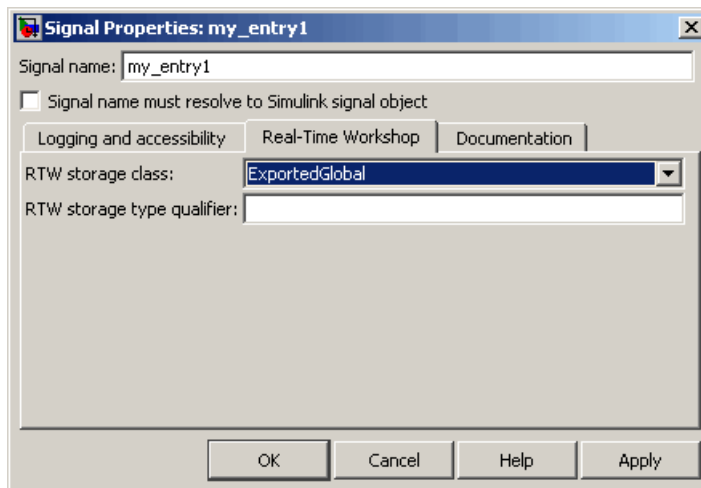 Signal Properties: my_entry1
Signal name: my_entry1
Signal name must resolve to Simulink signal object
Logging and accessibility Real-Time Workshop Documentation
RTW storage class: ExportedGlobal
RTW storage type qualifier:
OK Cancel Help Apply